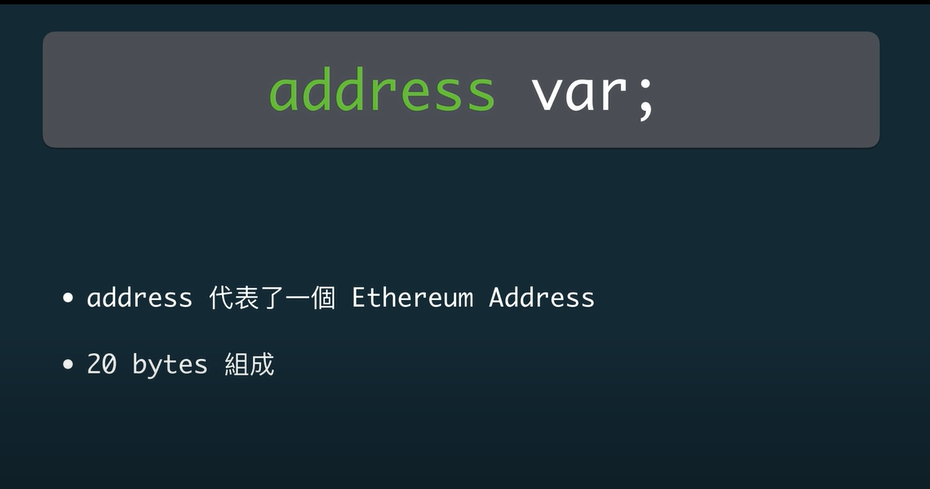 address var;
• address 代表了一個 Ethereum Address
• 20 bytes 組成